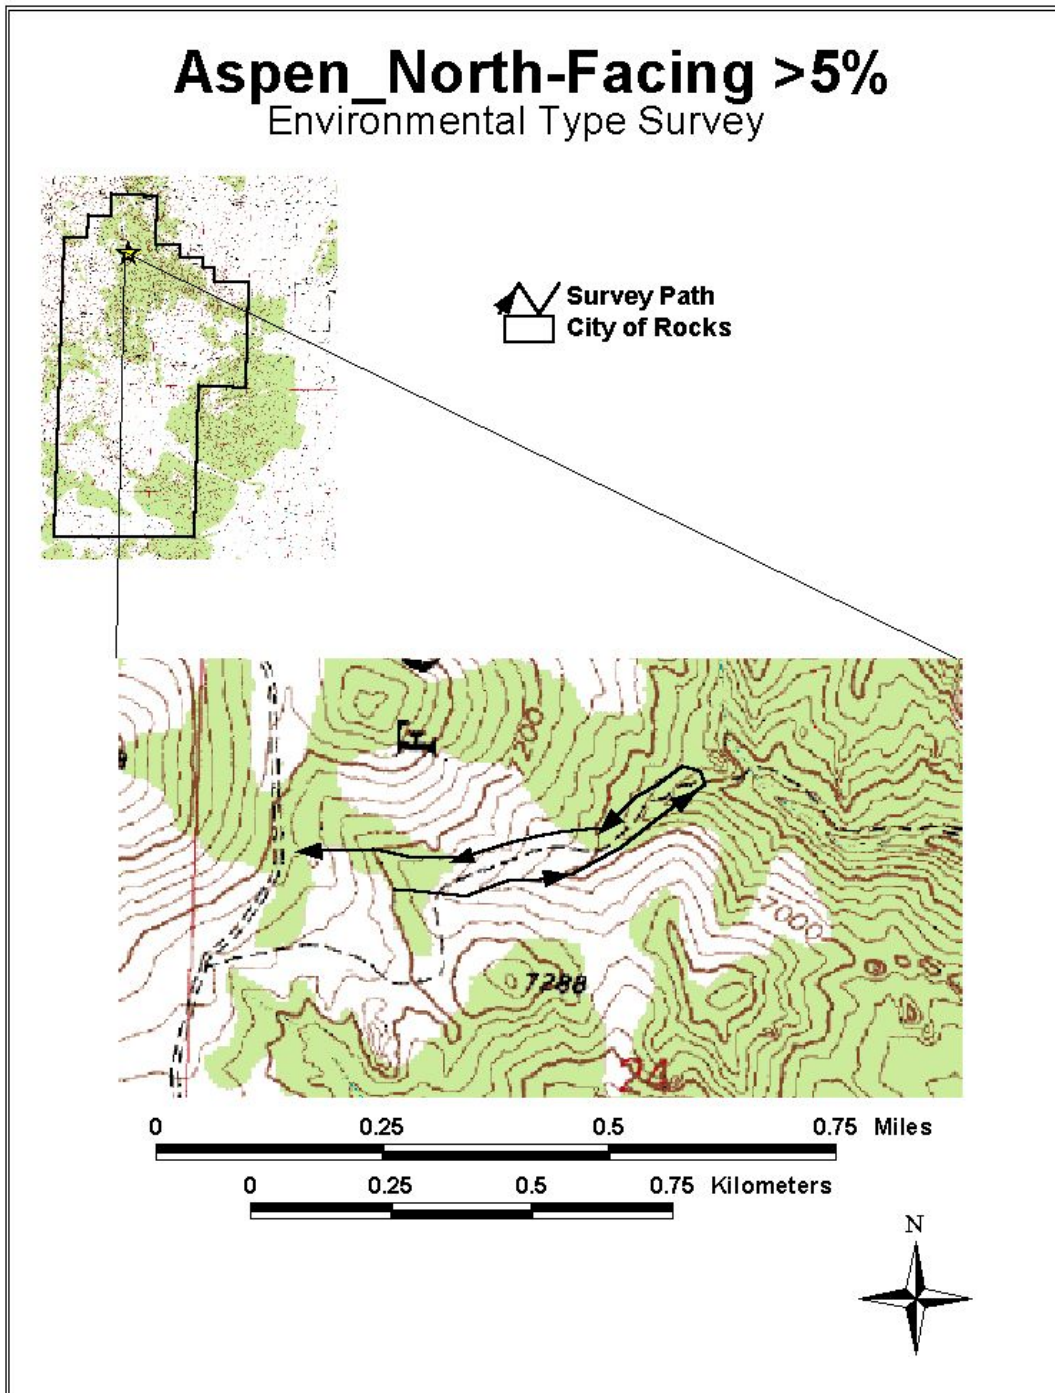 Aspen_North-Facing >5%
Environmental Type Survey
Survey Path
City of Rocks
200
7000
7288
24
0 0.25 0.5 0.75 Miles
0 0.25 0.5 0.75 Kilometers
N